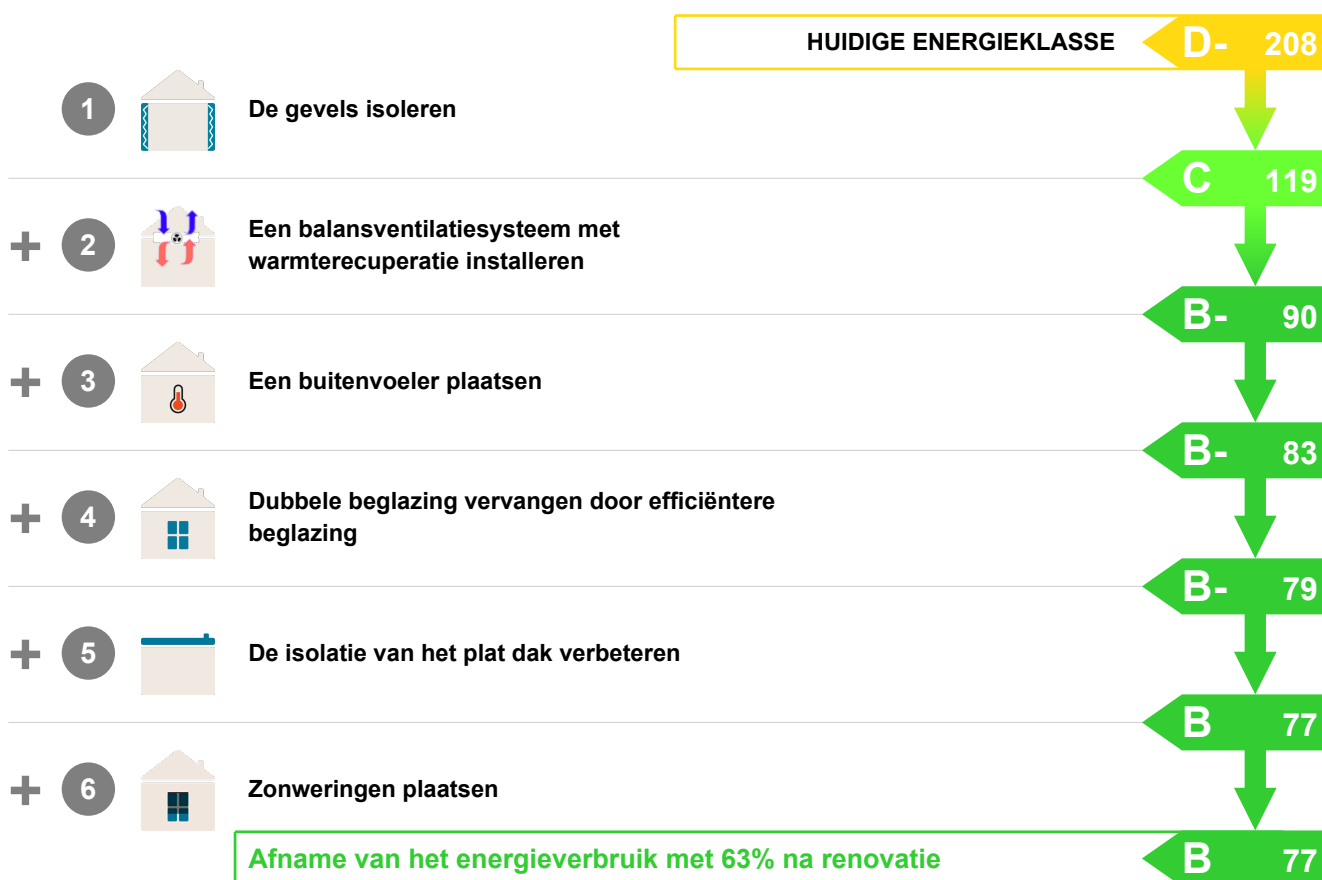 HUIDIGE ENERGIEKLASSE D- 208
1 De gevels isoleren
C 119
+ 2 Een balansventilatiesysteem met
warmterecuperatie installeren
B- 90
+ 3 Een buitenvoeler plaatsen
B- 83
+ 4 Dubbele beglazing vervangen door efficiëntere
beglazing
B- 79
+ 5 De isolatie van het plat dak verbeteren
B 77
+ 6 Zonweringen plaatsen
Afname van het energieverbruik met 63% na renovatie B 77